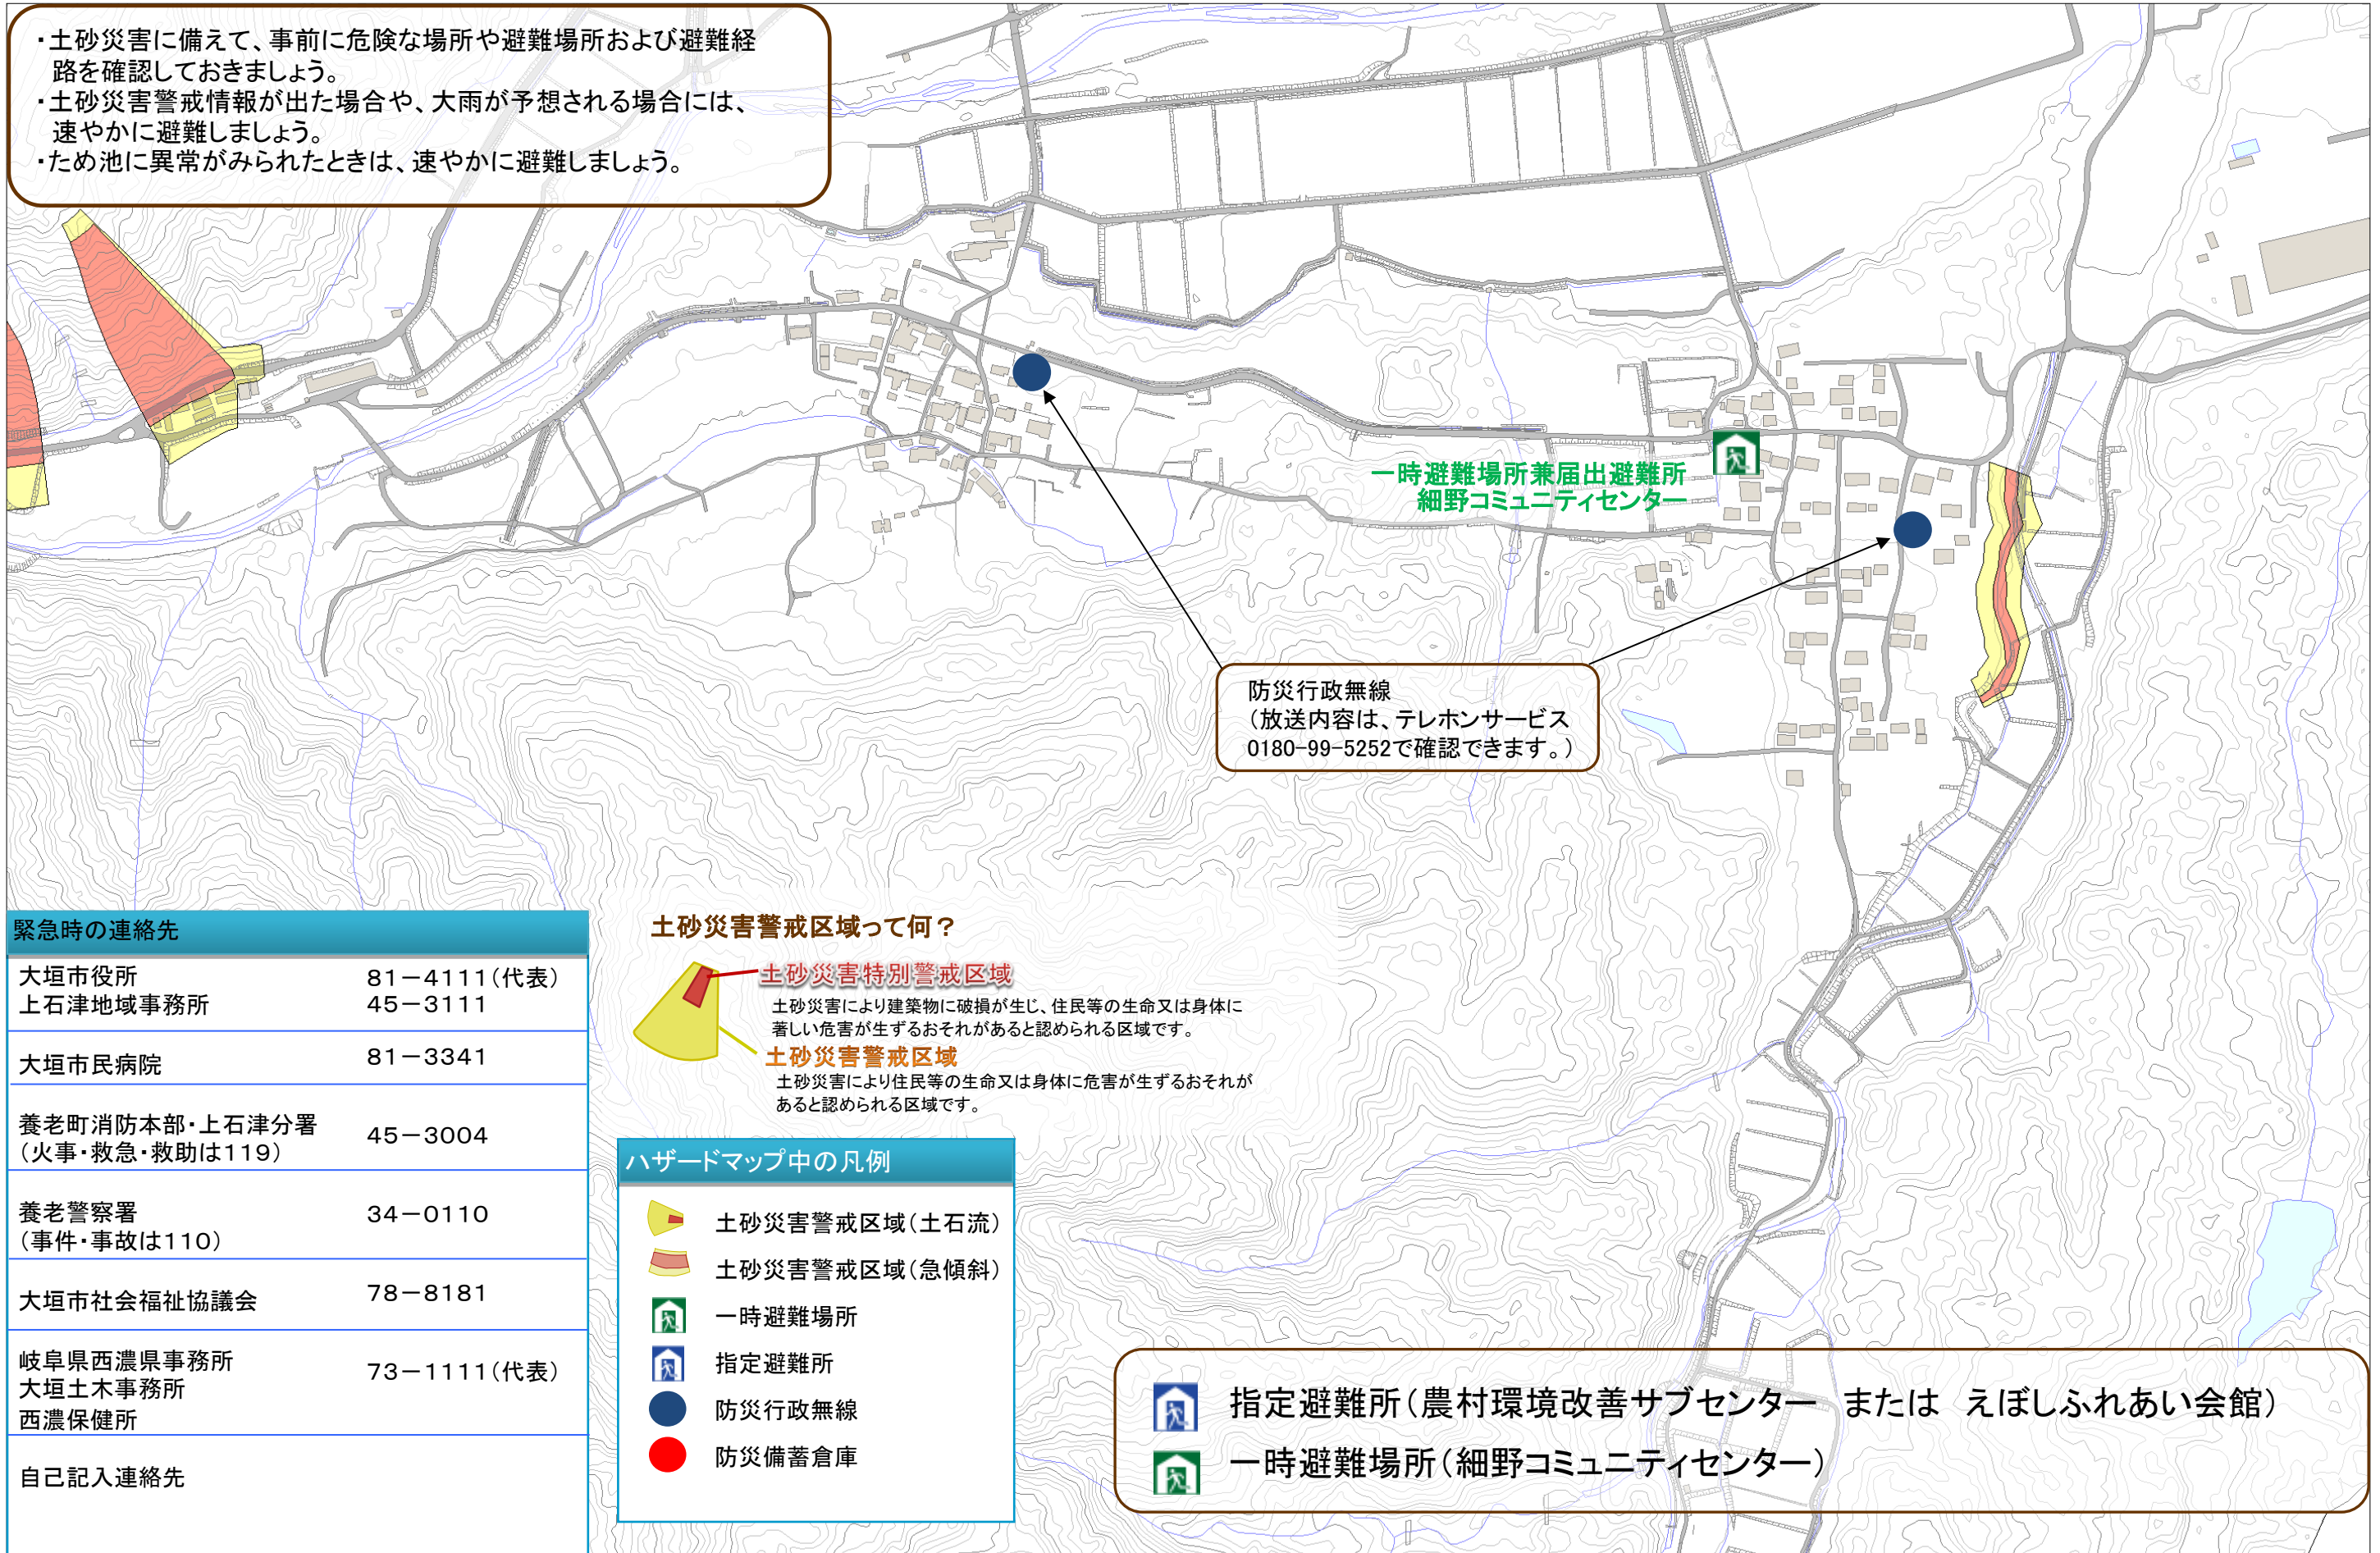 ・土砂災害に備えて、事前に危険な場所や避難場所および避難経
路を確認しておきましょう。
・土砂災害警戒情報が出た場合や、大雨が予想される場合には、
速やかに避難しましょう。
・ため池に異常がみられたときは、速やかに避難しましょう。
一時避難場所兼届出避難所
細野コミュニティセンター
防災行政無線
（放送内容は、テレホンサービス
0180-99-5252で確認できます。）
緊急時の連絡先
大垣市役所 81－4111（代表）
上石津地域事務所 45－3111
大垣市民病院 81－3341
養老町消防本部・上石津分署 45－3004
（火事・救急・救助は119）
養老警察署 34－0110
（事件・事故は110）
大垣市社会福祉協議会 78－8181
岐阜県西濃県事務所 73－1111（代表）
大垣土木事務所
西濃保健所
自己記入連絡先
土砂災害警戒区域って何？
土砂災害特別警戒区域
土砂災害により建築物に破損が生じ、住民等の生命又は身体に
著しい危害が生ずるおそれがあると認められる区域です。
土砂災害警戒区域
土砂災害により住民等の生命又は身体に危害が生ずるおそれが
あると認められる区域です。
ハザードマップ中の凡例
土砂災害警戒区域（土石流）
土砂災害警戒区域（急傾斜）
一時避難場所
指定避難所
防災行政無線
防災備蓄倉庫
指定避難所（農村環境改善サブセンター　または　えぼしふれあい会館）
一時避難場所（細野コミュニティセンター）